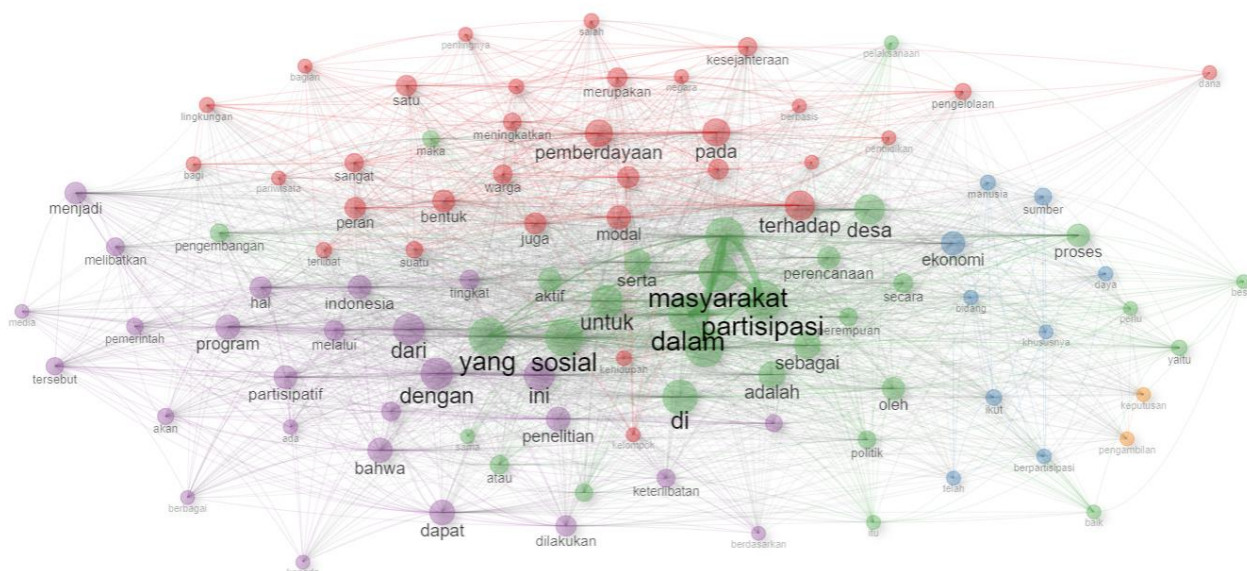 salah
pentingnya
pelaksanaan
kesejahteraan
bagian
negara
dana
satu
merupakan
pengelolaan
berbasis
lingkungan
meningkatkan
maka
pemberdayaan
pada
pendidikan
bagi
sangat
pariwisata
warga
manusia
menjadi
sumber
peran
bentuk
terhadap
desa
juga
modal
pengembangan
proses
melibatkan
terlibat
suatu
ekonomi
serta
perencanaan
tingkat
aktif
daya
secara
hal
indonesia
masyarakat
bidang
media
pemerintah
untuk
partisipasi
perempuan
perlu
program
melalui
dari
dalam
khususnya
yang
sosial
sebagai
yaitu
tersebut
kehidupan
partisipatif
dengan
ini
adalah
keputusan
oleh
ikut
akan
ada
di
penelitian
pengambilan
sama
kelompok
bahwa
politik
berpartisipasi
atau
keterlibatan
telah
berbagai
baik
dapat
dilakukan
itu
berdasarkan